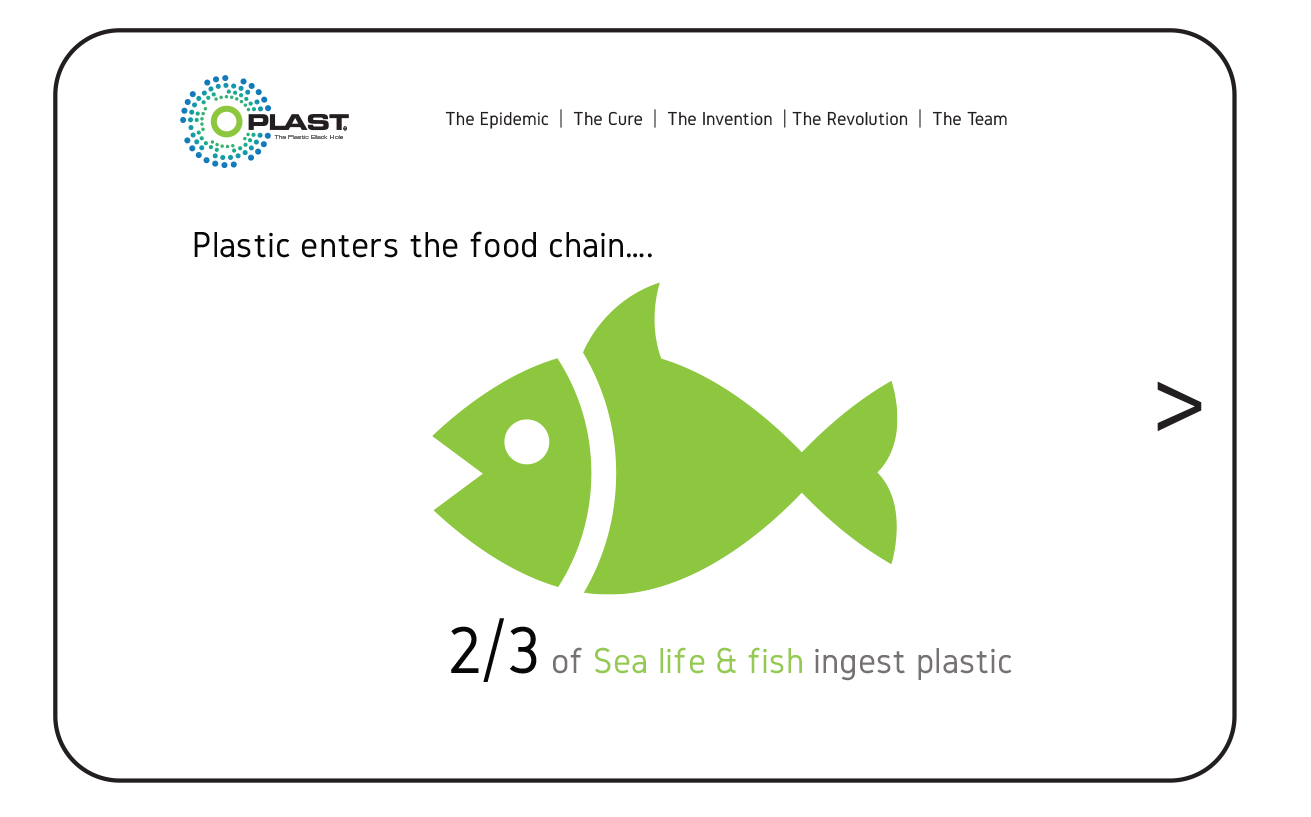 OPLAST®
The Plastic Black Hole
The Epidemic | The Cure | The Invention | The Revolution | The Team
Plastic enters the food chain....
>
2/3 of Sea life & fish ingest plastic